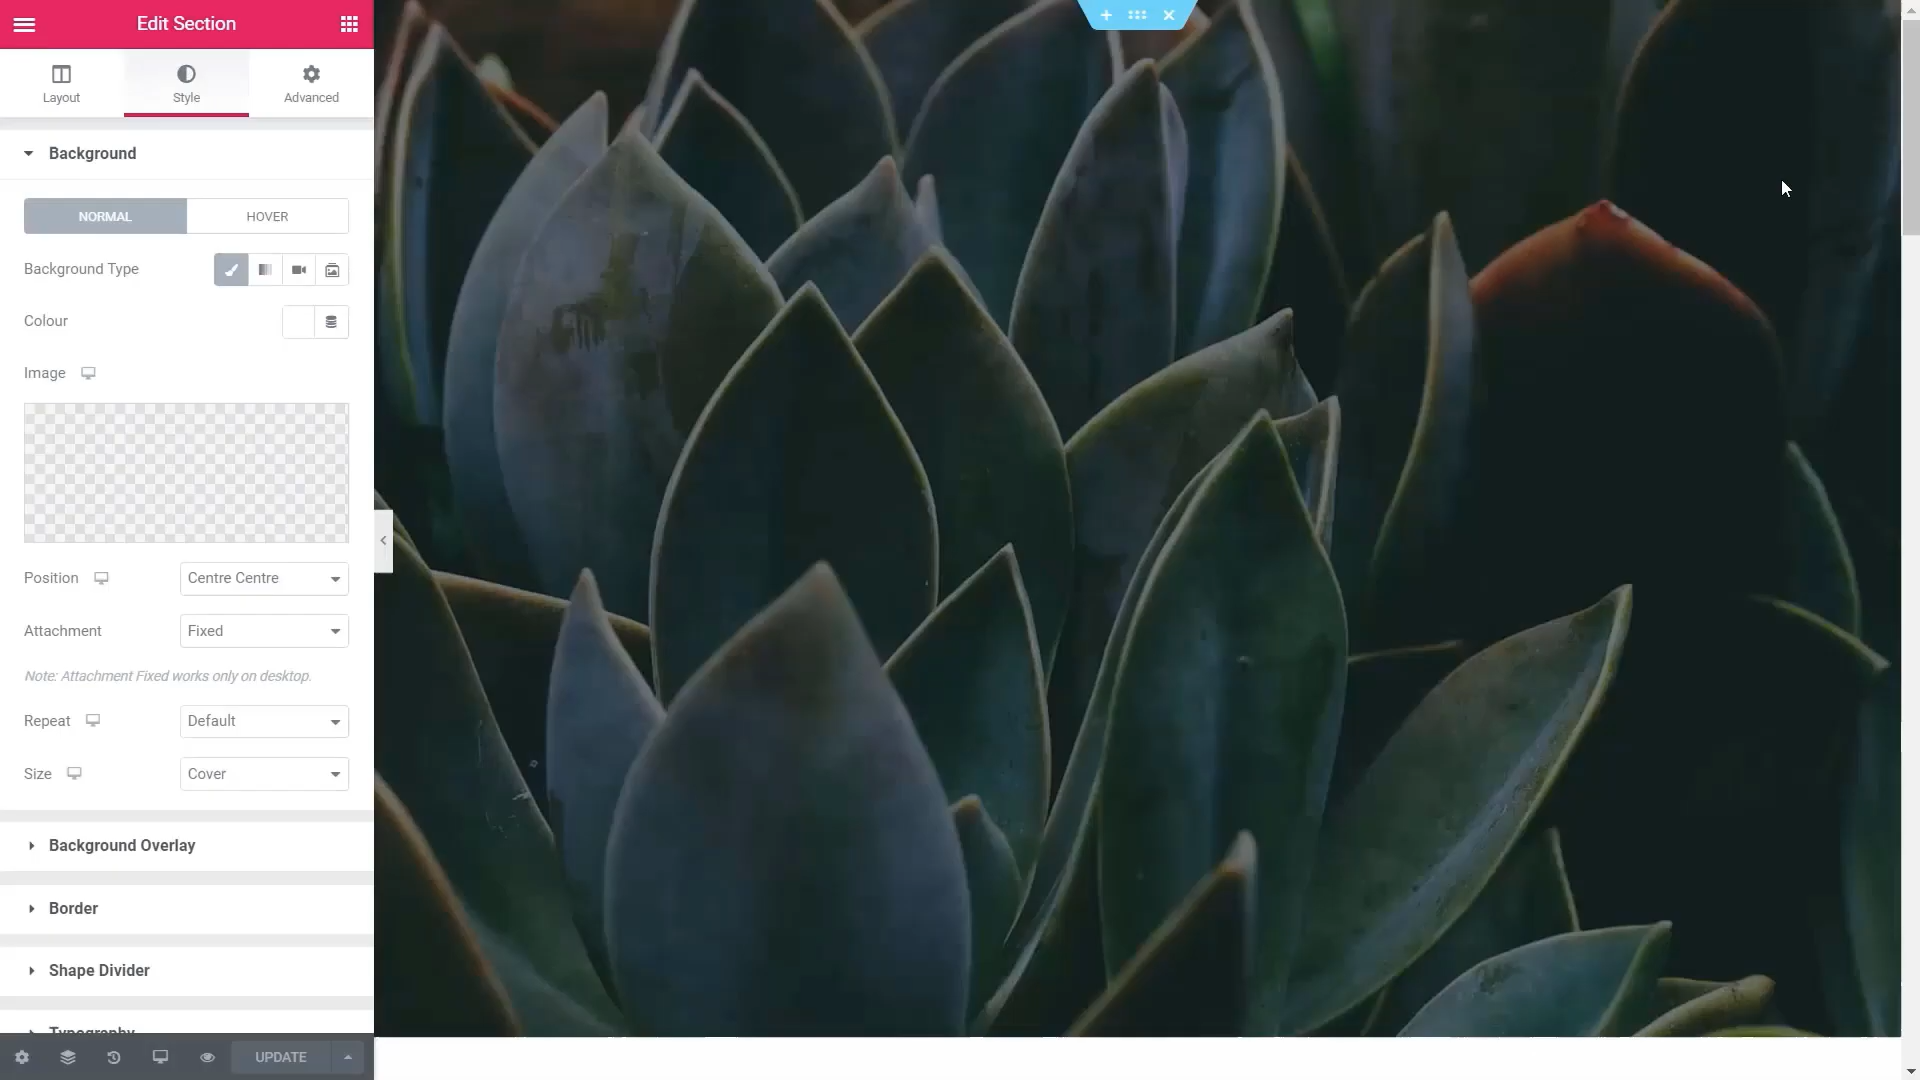 Edit Section
Layout
Style
Advanced
Background
NORMAL
HOVER
Background Type
Colour
Image
Position
Centre Centre
Attachment
Fixed
Note: Attachment Fixed works only on desktop.
Repeat
Default
Size
Cover
Background Overlay
Border
Shape Divider
Typography
UPDATE